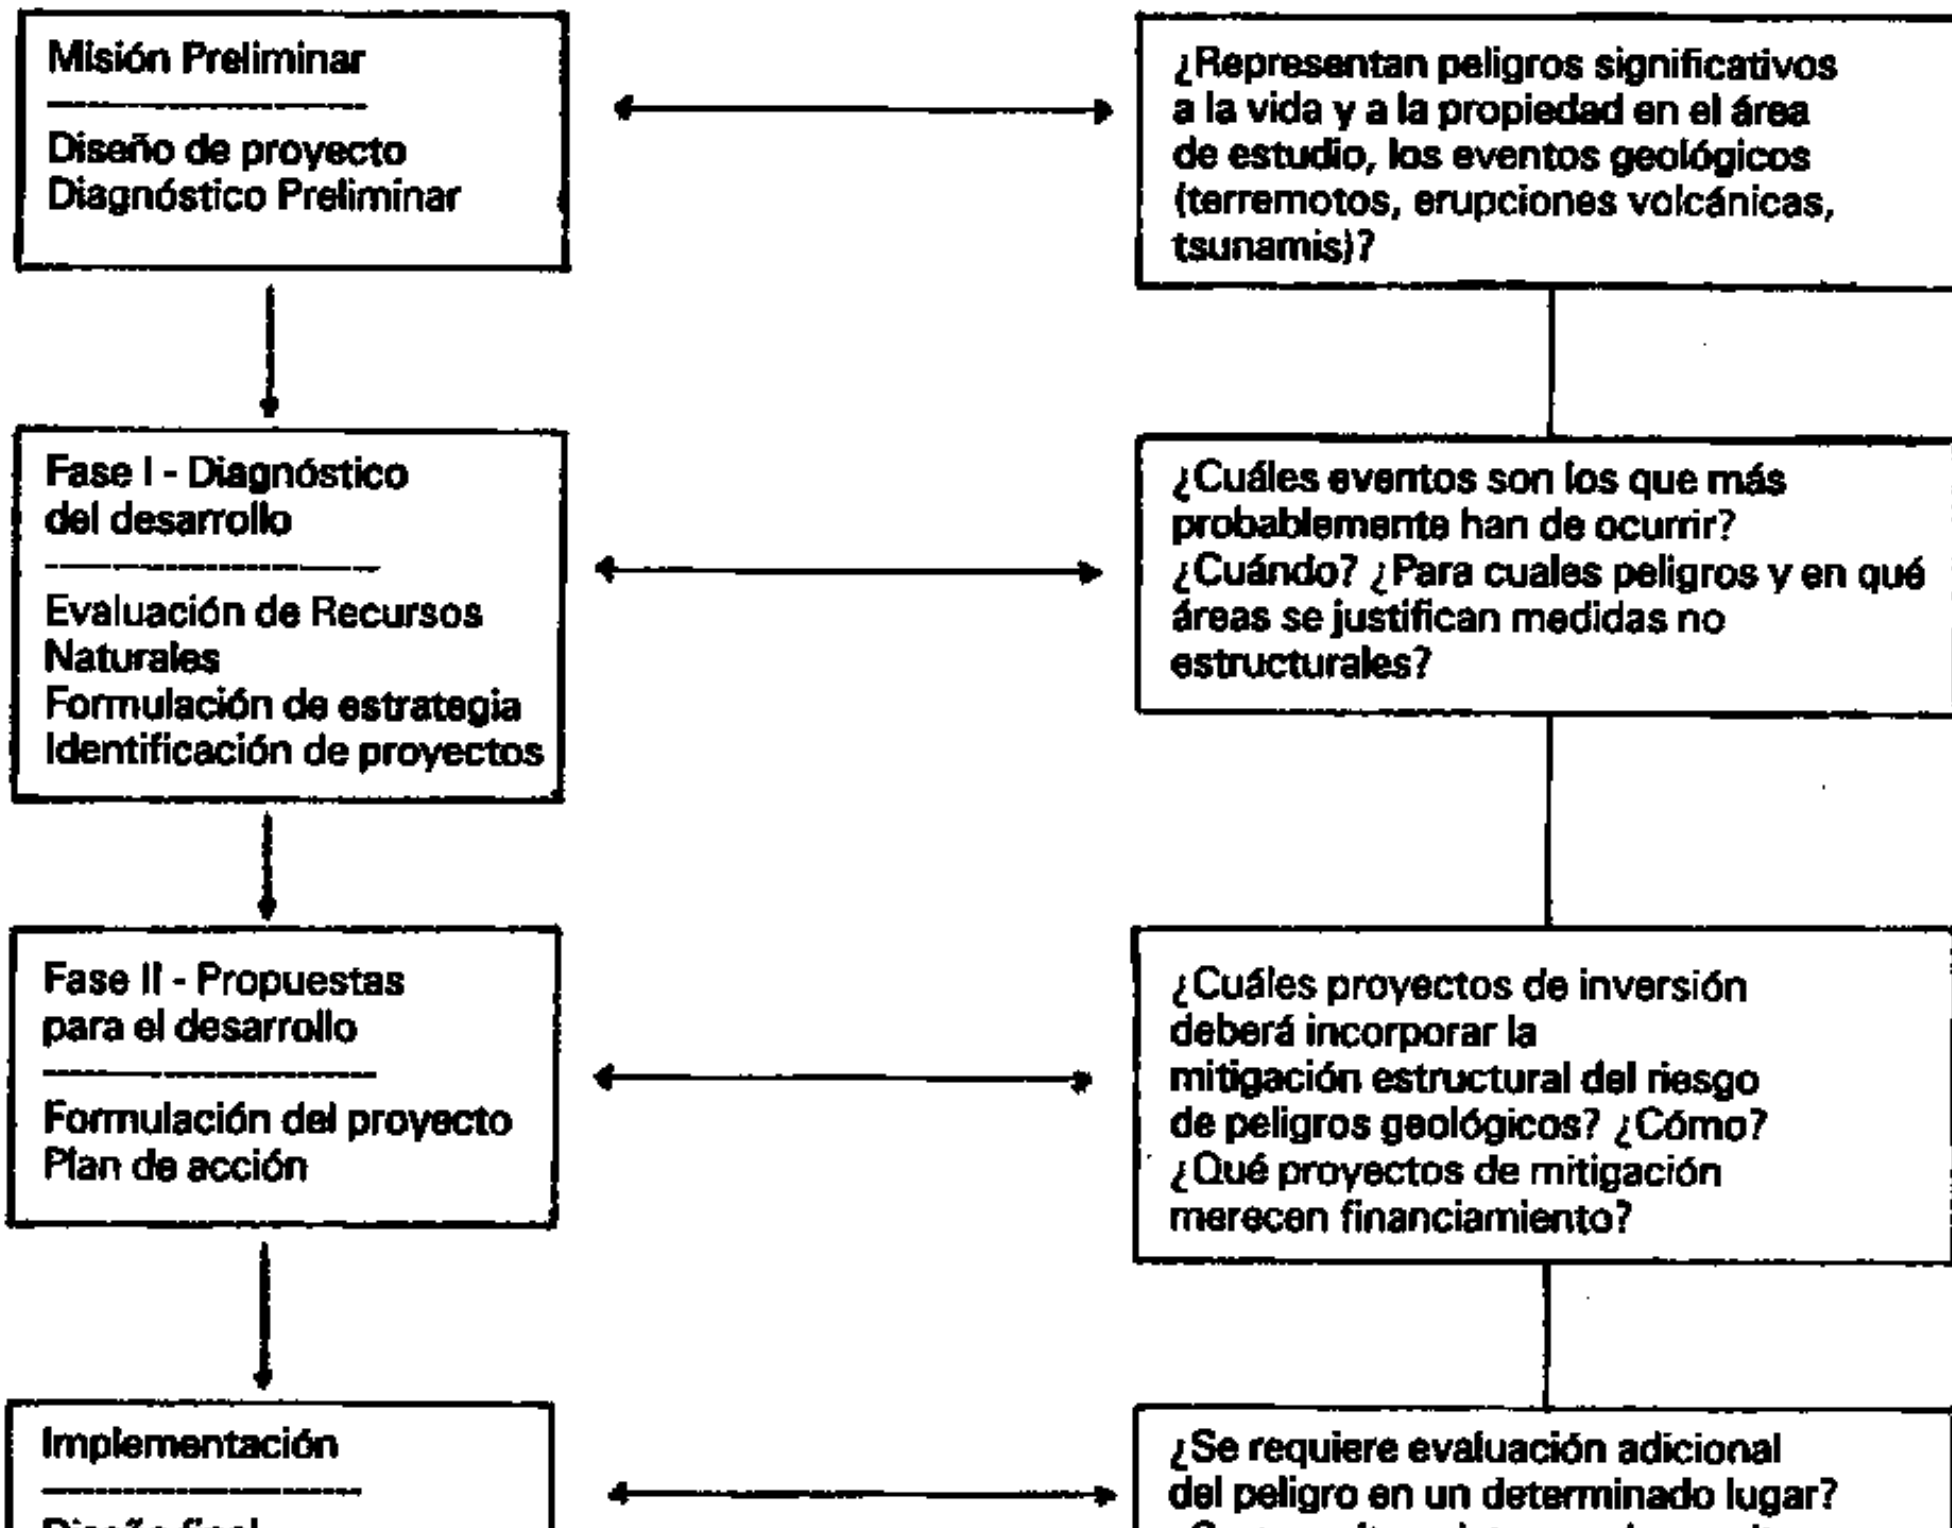 Misión Preliminar
Diseño de proyecto
Diagnóstico Preliminar
¿Representan peligros significativos
a la vida y a la propiedad en el área
de estudio, los eventos geológicos
(terremotos, erupciones volcánicas,
tsunamis)?
Fase I - Diagnóstico
del desarrollo
Evaluación de Recursos
Naturales
Formulación de estrategia
Identificación de proyectos
¿Cuáles eventos son los que más
probablemente han de ocurrir?
¿Cuándo? ¿Para cuales peligros y en qué
áreas se justifican medidas no
estructurales?
Fase II - Propuestas
para el desarrollo
Formulación del proyecto
Plan de acción
¿Cuáles proyectos de inversión
deberá incorporar la
mitigación estructural del riesgo
de peligros geológicos? ¿Cómo?
¿Qué proyectos de mitigación
merecen financiamiento?
Implementación
Diseño final
¿Se requiere evaluación adicional
del peligro en un determinado lugar?